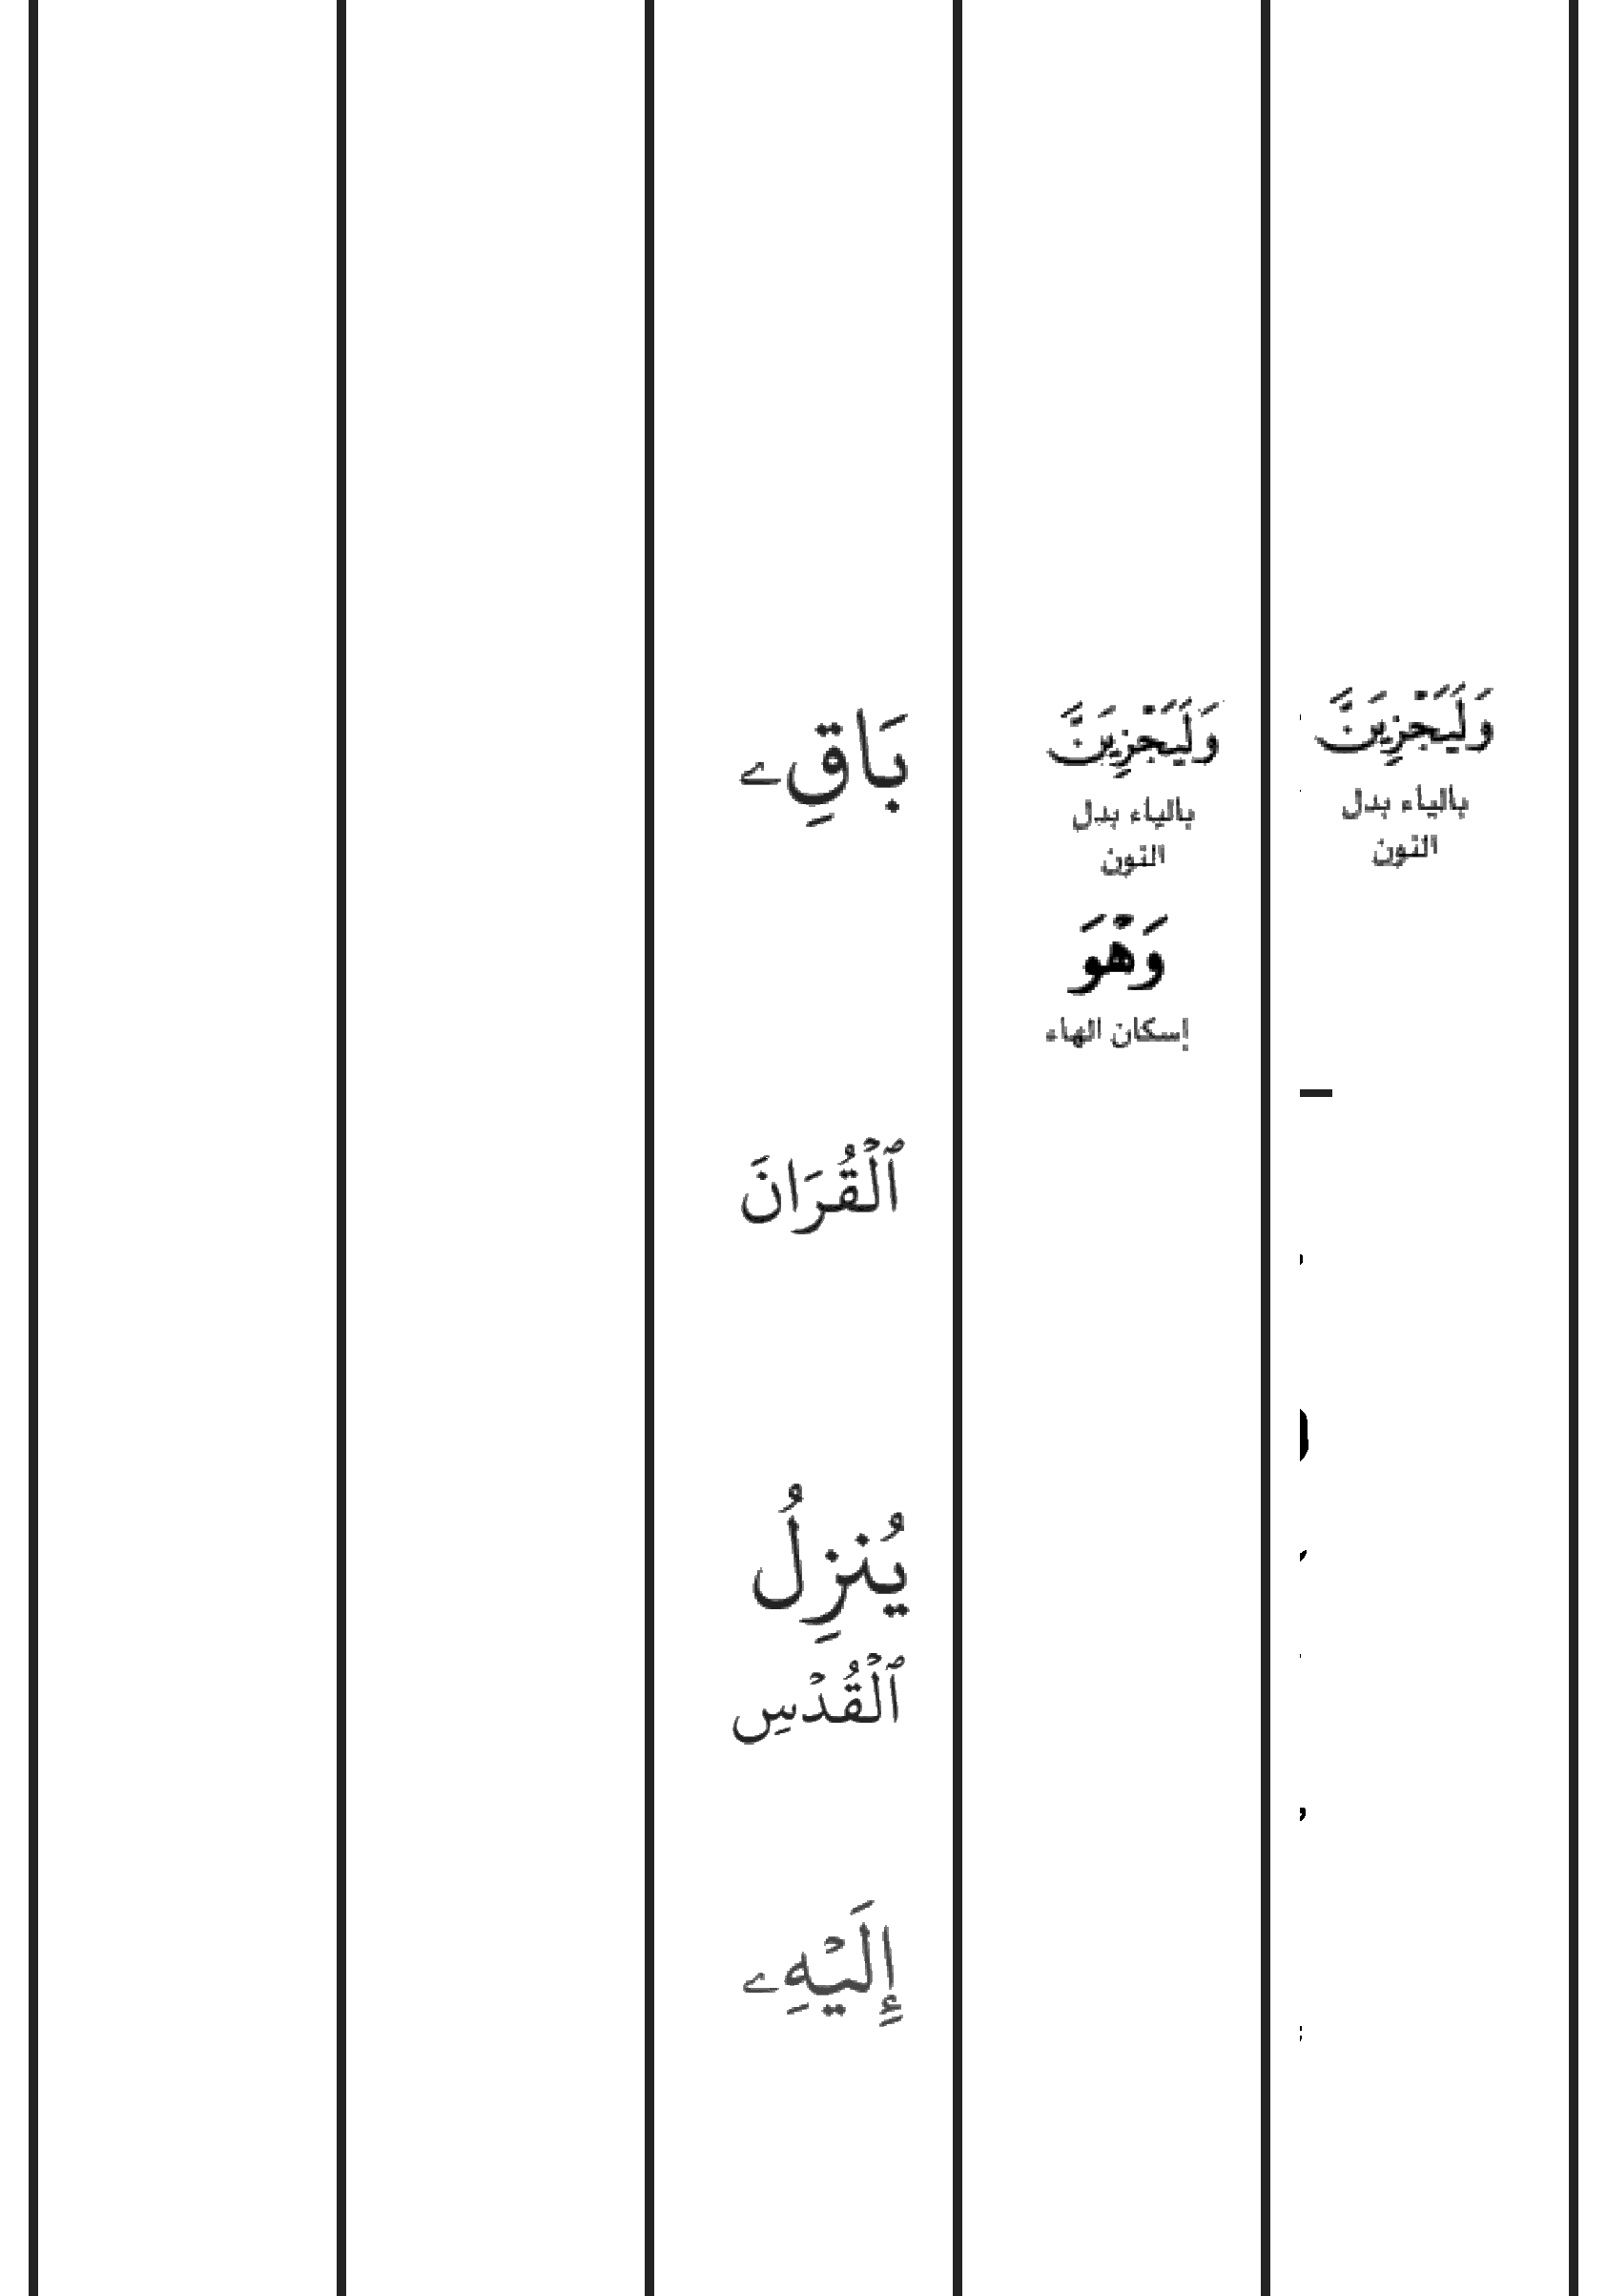 وَلَيَجْزِيَنَّ
بالياء بدل
النون
وَلَيَجْزِيَنَّ
بالياء بدل
النون
وَهْوَ
إسكان الهاء
بَاقِے
ٱلْقُرَانَ
يُنزِلُ
ٱلْقُدْسِ
إِلَيْهِے